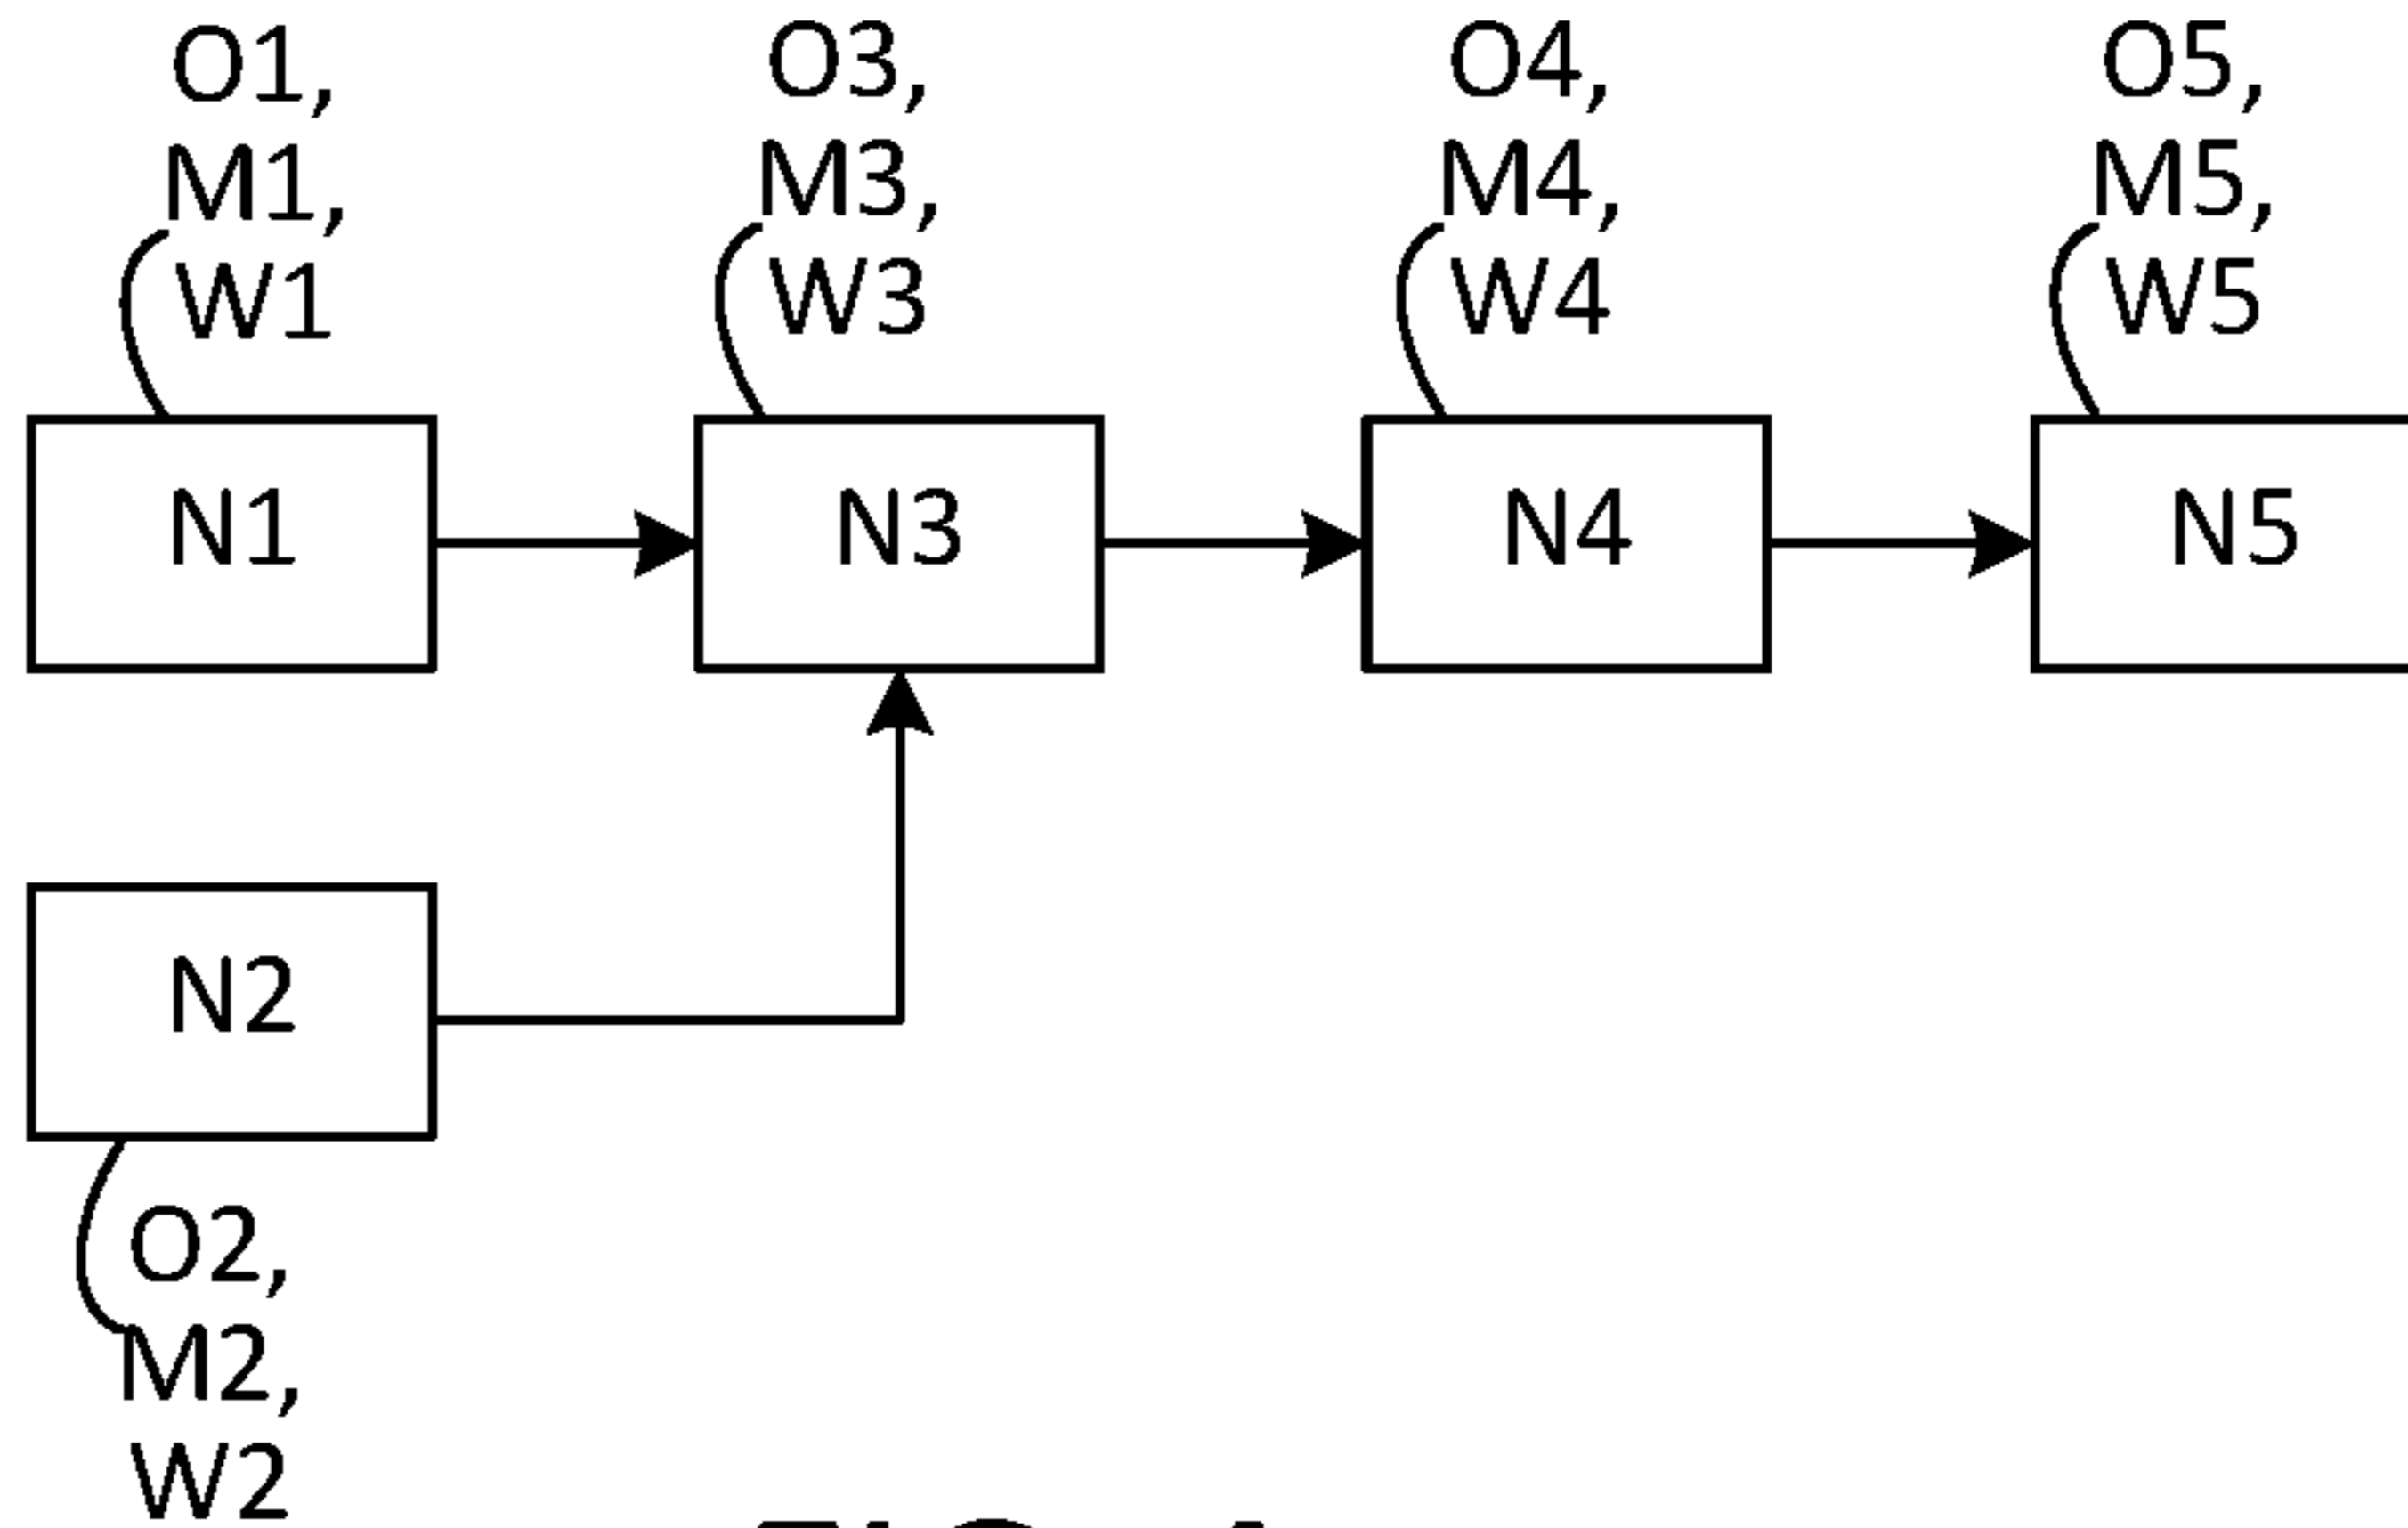 O1,
M1,
W1
O3,
M3,
W3
O4,
M4,
W4
O5,
M5,
W5
N1
N3
N4
N5
N2
O2,
M2,
W2